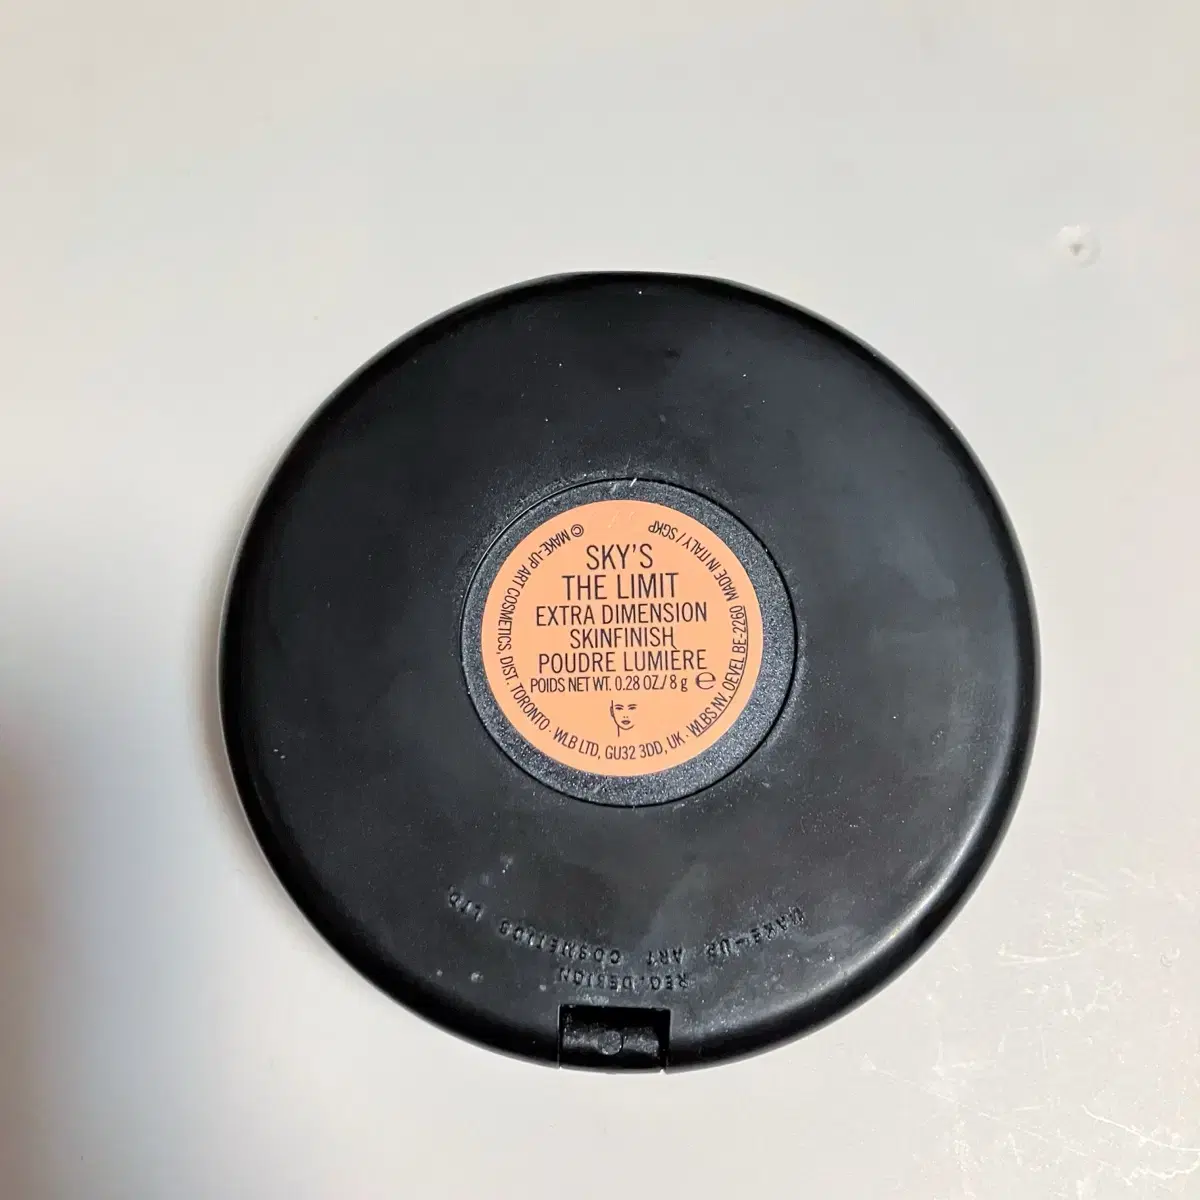 SKY'S
THE LIMIT
EXTRA DIMENSION
SKINFINISH
POUDRE LUMIÈRE
POIDS NET WT. 0.28 OZ/8 g ℮
© MAKE-UP ART COSMETICS, DIST. TORONTO · WLB LTD, GU32 3DD, UK · WLBS NV, OEVEL BE-2260 MADE IN ITALY / SGKP
MAKE-UP ART COSMETICS LTD
REG. DESIGN